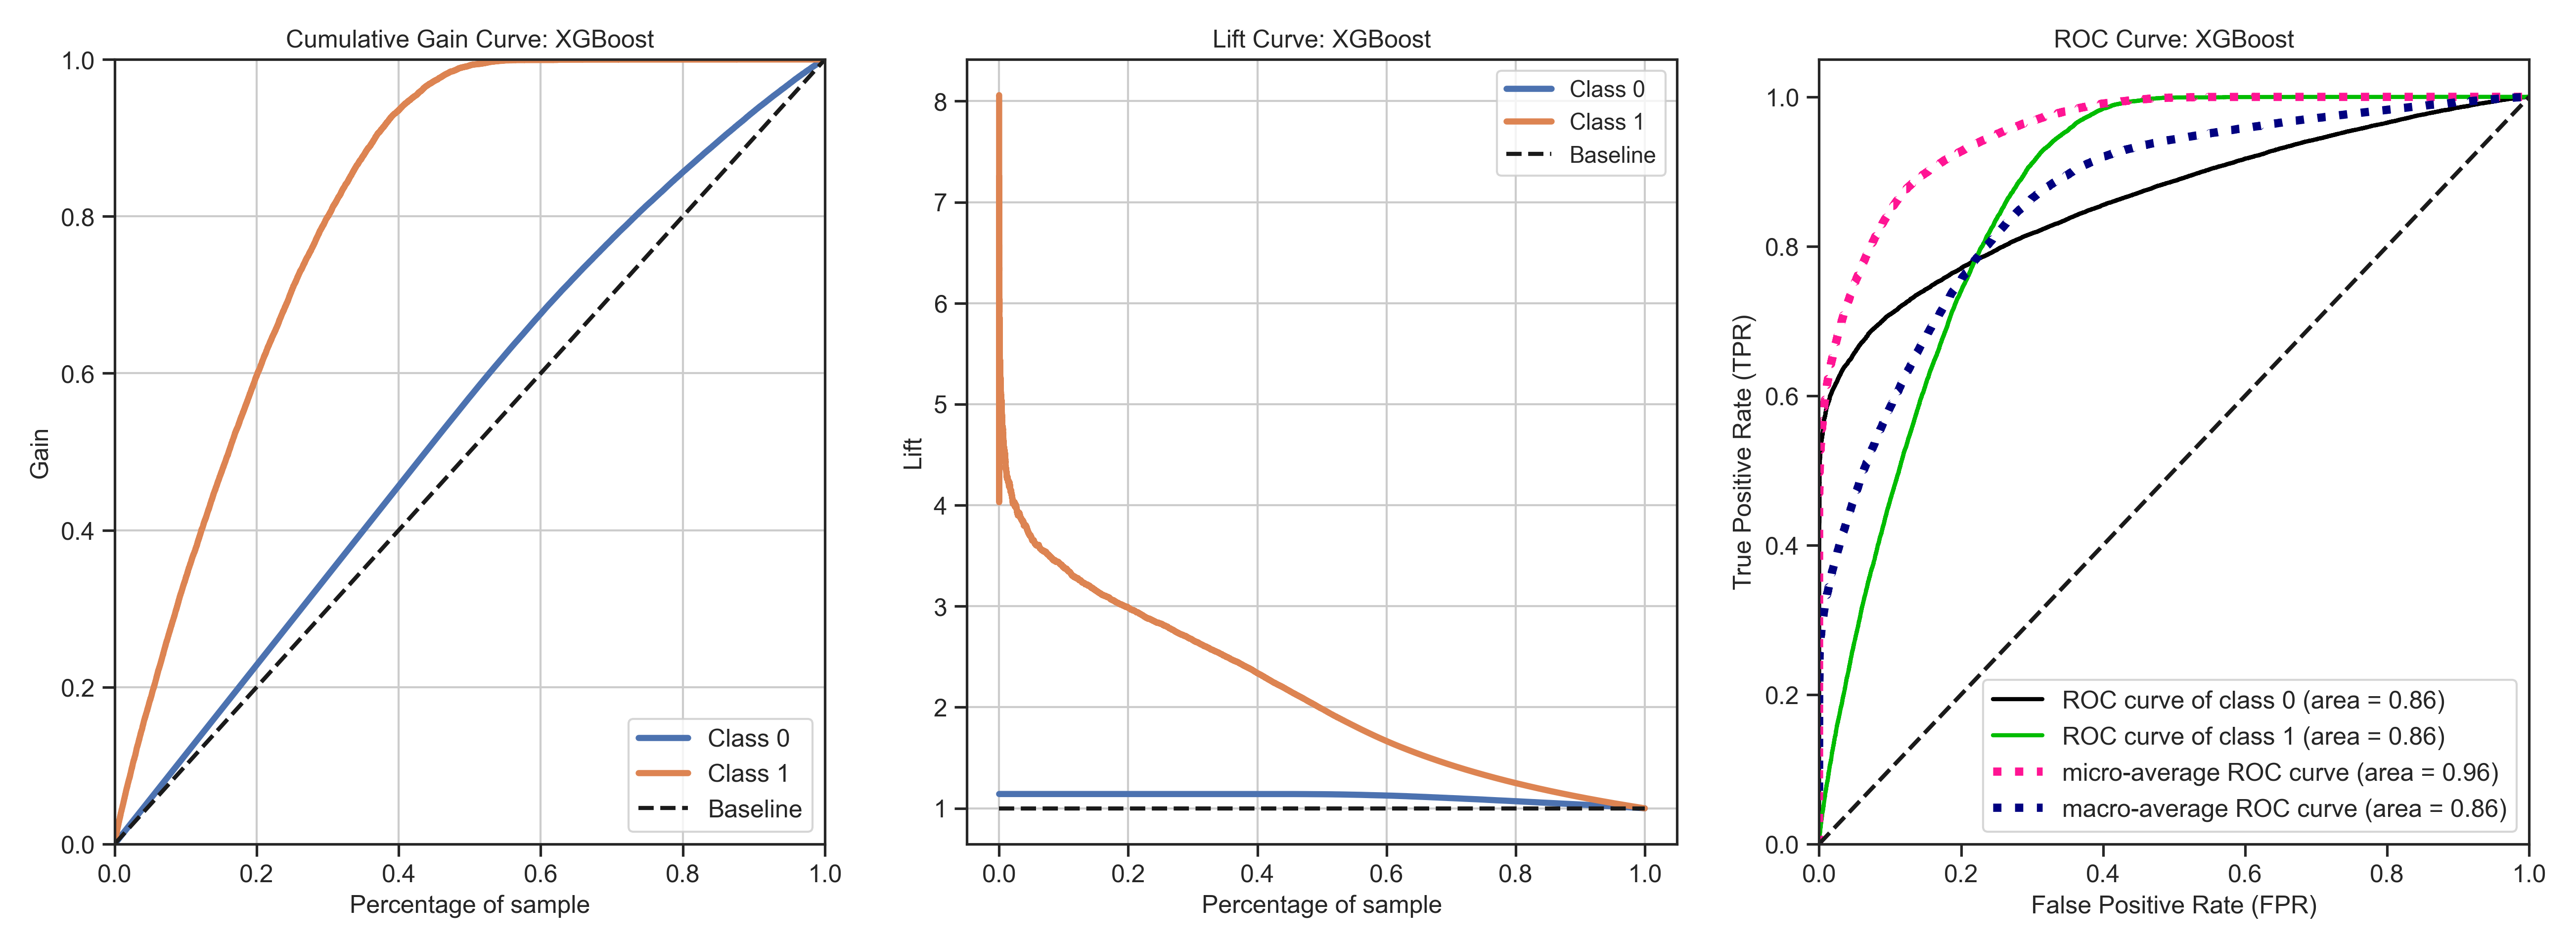 Cumulative Gain Curve: XGBoost
1.0
0.8
0.6
0.4
0.2
0.0
Gain
0.0 0.2 0.4 0.6 0.8 1.0
Percentage of sample
Class 0
Class 1
Baseline
Lift Curve: XGBoost
8
7
6
5
4
3
2
1
Lift
0.0 0.2 0.4 0.6 0.8 1.0
Percentage of sample
Class 0
Class 1
Baseline
ROC Curve: XGBoost
1.0
0.8
0.6
0.4
0.2
0.0
True Positive Rate (TPR)
0.0 0.2 0.4 0.6 0.8 1.0
False Positive Rate (FPR)
ROC curve of class 0 (area = 0.86)
ROC curve of class 1 (area = 0.86)
micro-average ROC curve (area = 0.96)
macro-average ROC curve (area = 0.86)